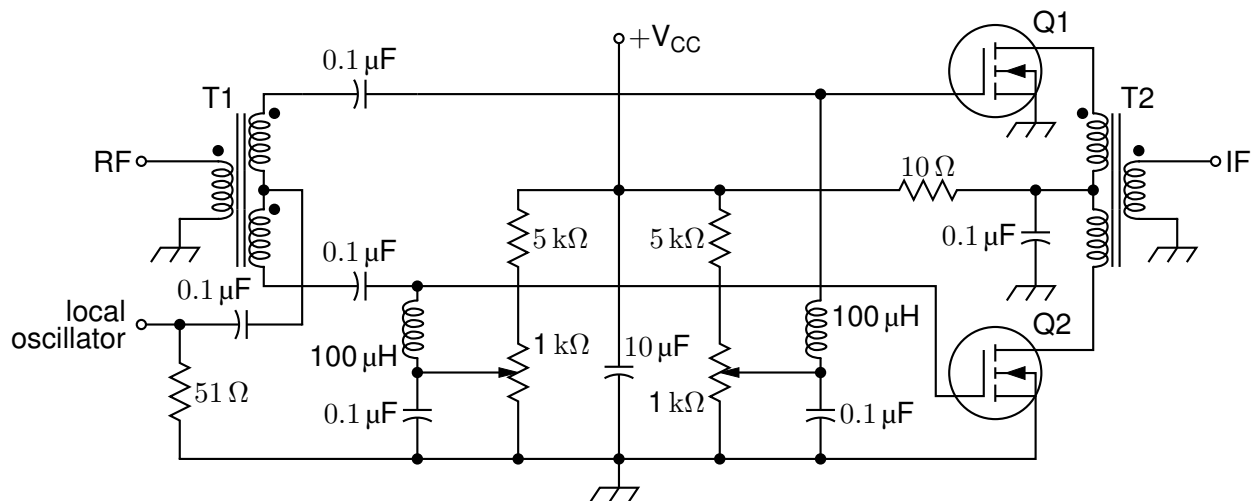 Q1
+V_CC
0.1 μF
T1
T2
RF
IF
10 Ω
5 kΩ
5 kΩ
0.1 μF
0.1 μF
0.1 μF
local
oscillator
100 μH
Q2
100 μH
1 kΩ
10 μF
51 Ω
1 kΩ
0.1 μF
0.1 μF